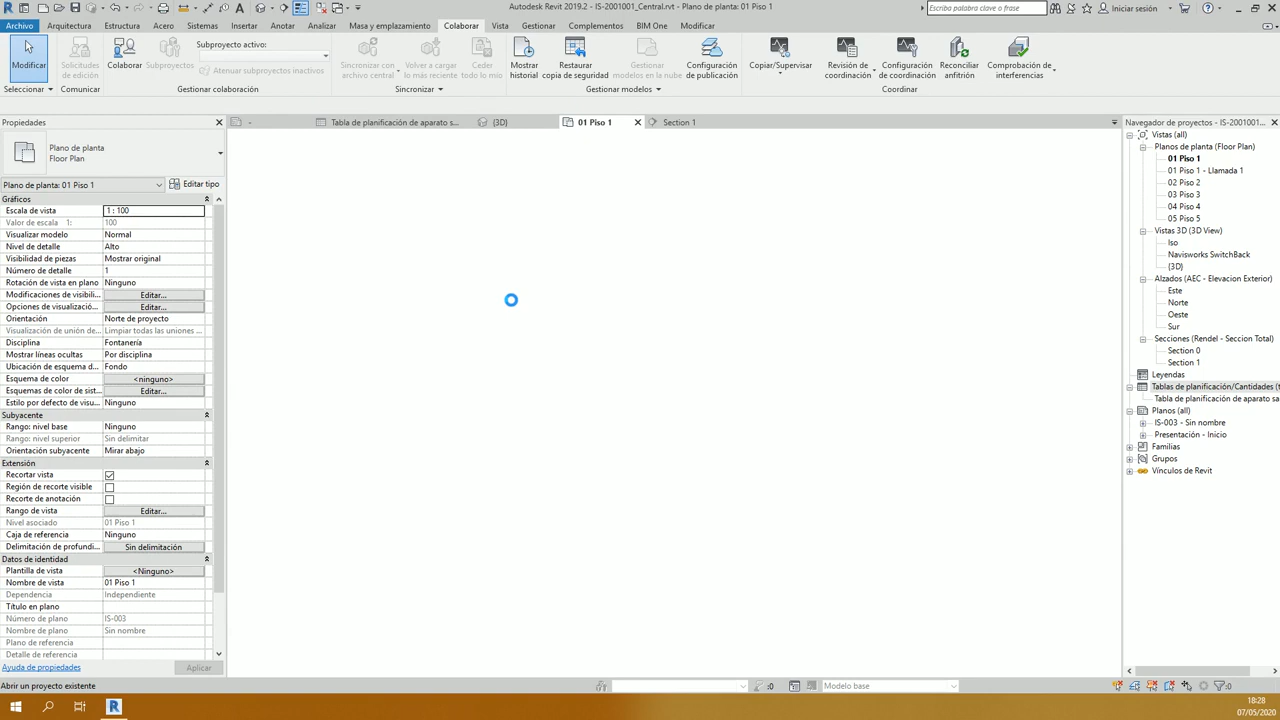 Autodesk Revit 2019.2 - IS-2001001_Central.rvt - Plano de planta: 01 Piso 1
Escriba palabra clave o frase
Iniciar sesión
Archivo Arquitectura Estructura Acero Sistemas Insertar Anotar Analizar Masa y emplazamiento Colaborar Vista Gestionar Complementos BIM One Modificar
Modificar
Solicitudes de edición
Colaborar
Subproyectos
Subproyecto activo:
Atenuar subproyectos inactivos
Sincronizar con archivo central
Volver a cargar lo más reciente
Ceder todo lo mío
Mostrar historial
Restaurar copia de seguridad
Gestionar modelos en la nube
Configuración de publicación
Copiar/Supervisar
Revisión de coordinación
Configuración de coordinación
Reconciliar anfitrión
Comprobación de interferencias
Seleccionar Comunicar Gestionar colaboración Sincronizar Gestionar modelos Coordinar
Propiedades
- Tabla de planificación de aparato s... {3D} 01 Piso 1 Section 1
Plano de planta
Floor Plan
Plano de planta: 01 Piso 1 Editar tipo
Gráficos
Escala de vista 1 : 100
Valor de escala 1: 100
Visualizar modelo Normal
Nivel de detalle Alto
Visibilidad de piezas Mostrar original
Número de detalle 1
Rotación de vista en plano Ninguno
Modificaciones de visibili... Editar...
Opciones de visualizació... Editar...
Orientación Norte de proyecto
Visualización de unión de... Limpiar todas las uniones ...
Disciplina Fontanería
Mostrar líneas ocultas Por disciplina
Ubicación de esquema d... Fondo
Esquema de color <ninguno>
Esquemas de color de sist... Editar...
Estilo por defecto de visu... Ninguno
Subyacente
Rango: nivel base Ninguno
Rango: nivel superior Sin delimitar
Orientación subyacente Mirar abajo
Extensión
Recortar vista
Región de recorte visible
Recorte de anotación
Rango de vista Editar...
Nivel asociado 01 Piso 1
Caja de referencia Ninguno
Delimitación de profundi... Sin delimitación
Datos de identidad
Plantilla de vista <Ninguno>
Nombre de vista 01 Piso 1
Dependencia Independiente
Título en plano
Número de plano IS-003
Nombre de plano Sin nombre
Plano de referencia
Detalle de referencia
Ayuda de propiedades Aplicar
Navegador de proyectos - IS-2001001...
Vistas (all)
Planos de planta (Floor Plan)
01 Piso 1
01 Piso 1 - Llamada 1
02 Piso 2
03 Piso 3
04 Piso 4
05 Piso 5
Vistas 3D (3D View)
Iso
Navisworks SwitchBack
{3D}
Alzados (AEC - Elevacion Exterior)
Este
Norte
Oeste
Sur
Secciones (Rendel - Seccion Total)
Section 0
Section 1
Leyendas
Tablas de planificación/Cantidades (t
Tabla de planificación de aparato sa
Planos (all)
IS-003 - Sin nombre
Presentación - Inicio
Familias
Grupos
Vínculos de Revit
Abrir un proyecto existente
:0
Modelo base
:0
18:28
07/05/2020